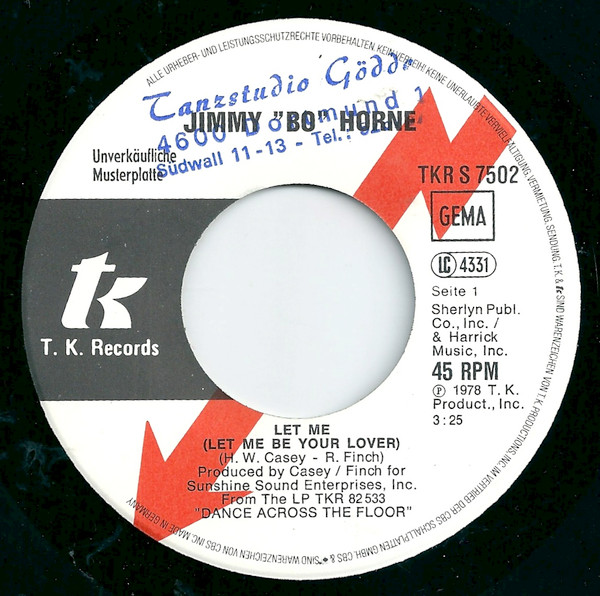 ALLE URHEBER- UND LEISTUNGSSCHUTZRECHTE VORBEHALTEN KEIN VERLEIH! KEINE UNERLAUBTE VERVIELFÄLTIGUNG, VERMIETUNG, SENDUNG. T.K. & tk SIND WARENZEICHEN VON T.K. PRODUCTIONS, INC. IM VERTRIEB DER CBS SCHALLPLATTEN GMBH. CBS & SIND WARENZEICHEN VON CBS INC. MADE IN GERMANY
Tanzstudio Göddt
JIMMY "BO" HORNE
4600 Dortmund 1
Südwall 11-13 - Tel.:
Unverkäufliche
Musterplatte
TKR S 7502
GEMA
LC 4331
Seite 1
Sherlyn Publ.
Co., Inc. /
& Harrick
Music, Inc.
45 RPM
℗ 1978 T. K.
Product., Inc.
3:25
tk
T. K. Records
LET ME
(LET ME BE YOUR LOVER)
(H. W. Casey - R. Finch)
Produced by Casey / Finch for
Sunshine Sound Enterprises, Inc.
From The LP TKR 82 533
"DANCE ACROSS THE FLOOR"